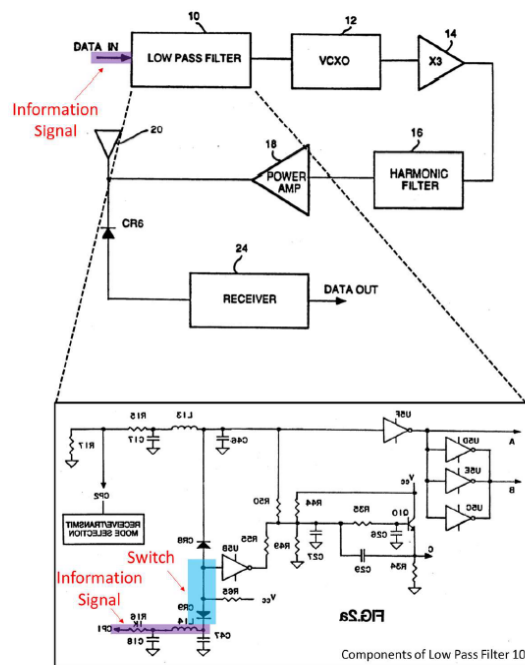 10
12
14
DATA IN
LOW PASS FILTER
VCXO
X3
Information
Signal
20
18
16
POWER
AMP
HARMONIC
FILTER
CR6
24
RECEIVER
DATA OUT
R15
L13
U5F
A
R17
C17
C46
U5D
CP2
R50
Vcc
U5E
B
RECEIVE/TRANSMIT
MODE SELECTION
R44
U5C
Switch
CR8
U5B
R55
R49
R35
Q10
C27
C26
C
Information
Signal
R65
Vcc
C29
R34
CR9
CP1
R16
1K
L14
FIG.2a
C18
C47
Components of Low Pass Filter 10